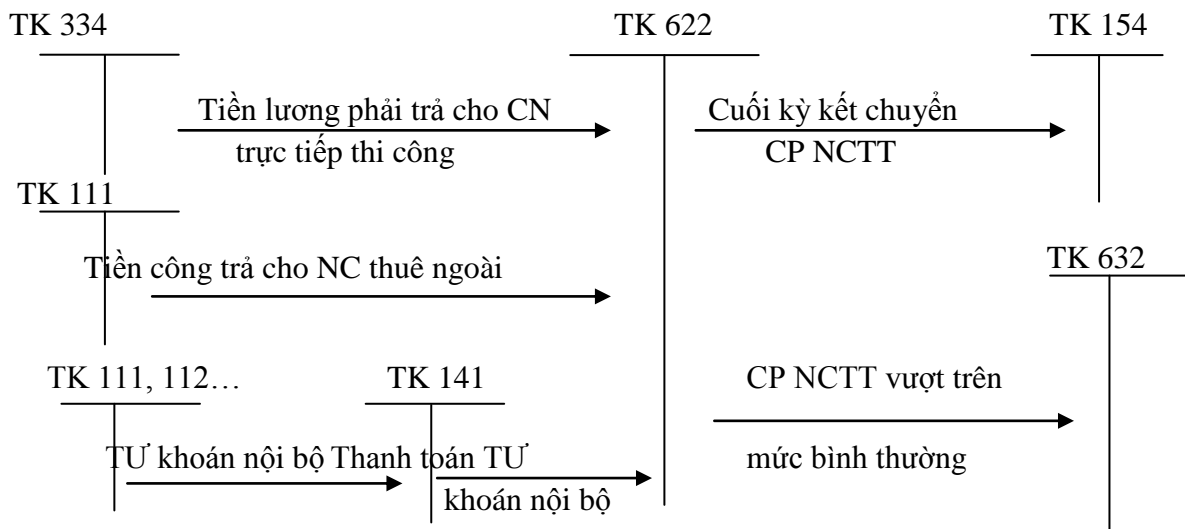 TK 334
TK 622
TK 154
Tiền lương phải trả cho CN
trực tiếp thi công
Cuối kỳ kết chuyển
CP NCTT
TK 111
Tiền công trả cho NC thuê ngoài
TK 632
TK 111, 112…
TK 141
CP NCTT vượt trên
mức bình thường
TƯ khoán nội bộ
Thanh toán TƯ
khoán nội bộ